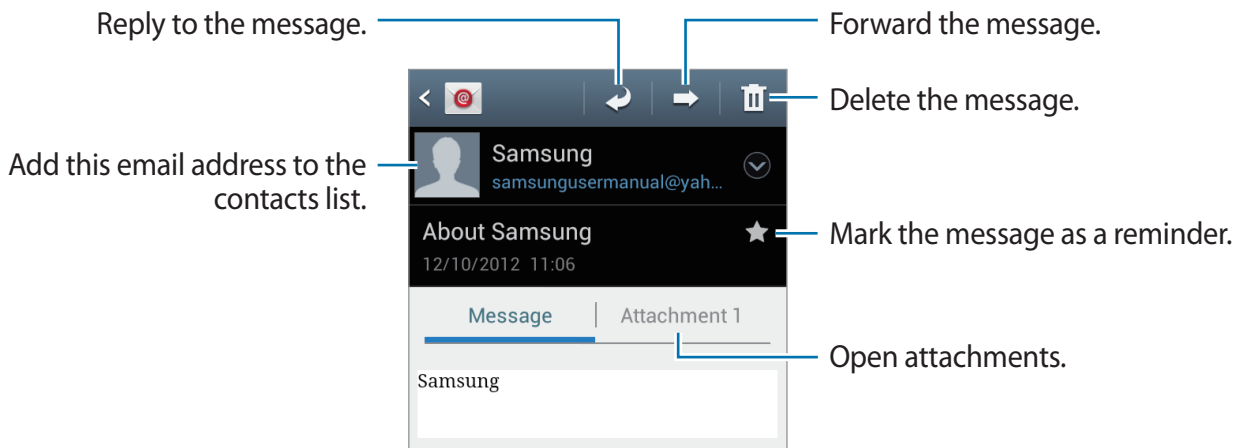 Reply to the message.
Forward the message.
Delete the message.
Samsung
samsungusermanual@yah...
Add this email address to the
contacts list.
About Samsung
12/10/2012 11:06
Mark the message as a reminder.
Message
Attachment 1
Open attachments.
Samsung